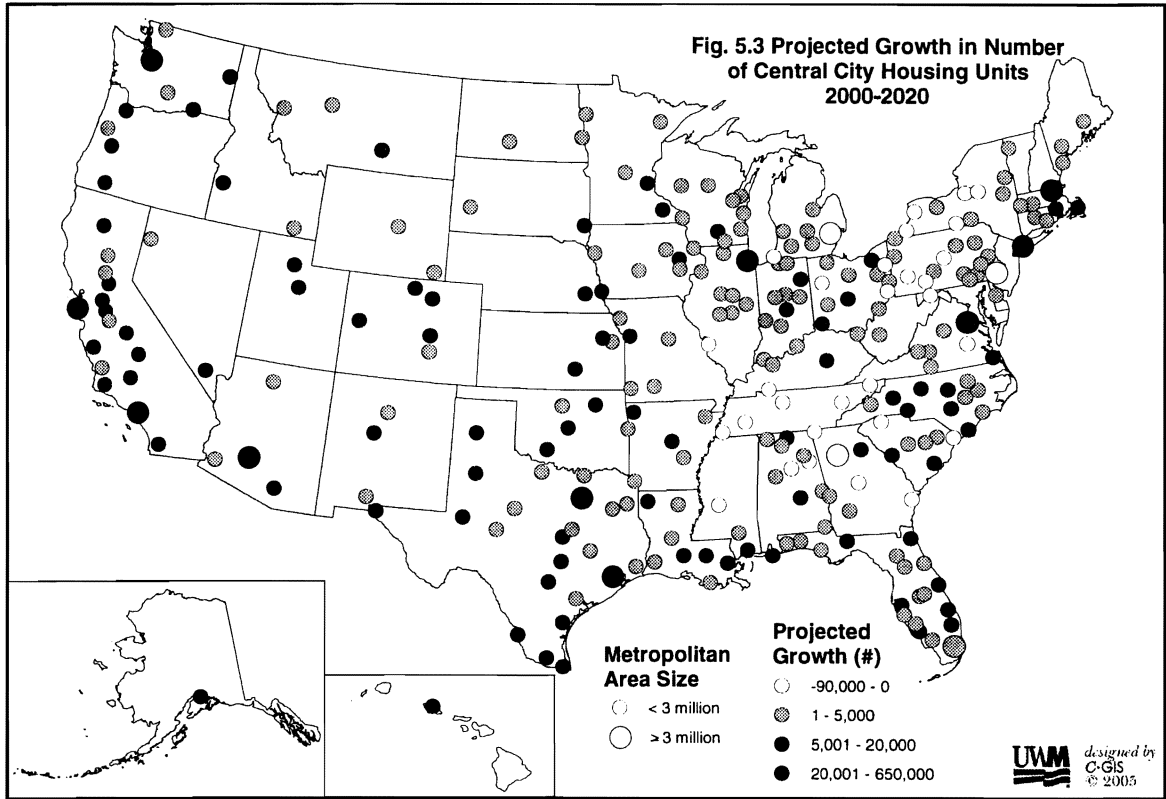 Fig. 5.3 Projected Growth in Number
of Central City Housing Units
2000-2020
Metropolitan
Area Size
< 3 million
≥ 3 million
Projected
Growth (#)
-90,000 - 0
1 - 5,000
5,001 - 20,000
20,001 - 650,000
UWM
designed by
C·GIS
© 2005